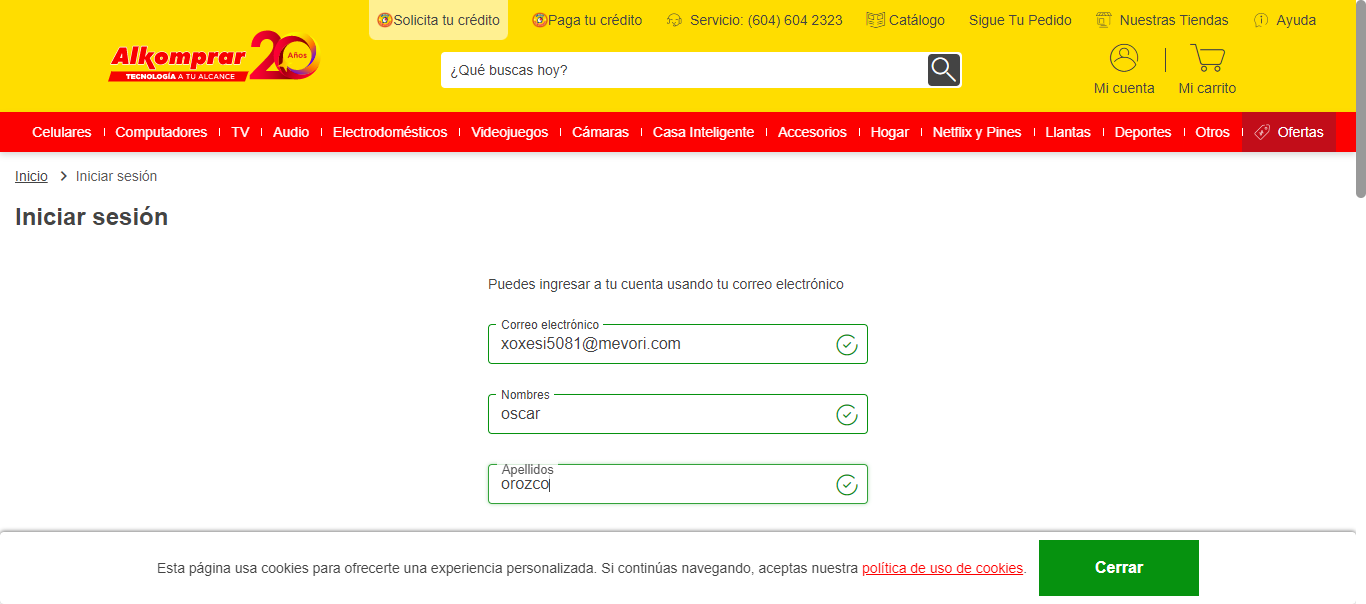 Solicita tu crédito Paga tu crédito Servicio: (604) 604 2323 Catálogo Sigue Tu Pedido Nuestras Tiendas Ayuda
Alkomprar 20 Años
TECNOLOGÍA A TU ALCANCE
¿Qué buscas hoy?
Mi cuenta Mi carrito
Celulares Computadores TV Audio Electrodomésticos Videojuegos Cámaras Casa Inteligente Accesorios Hogar Netflix y Pines Llantas Deportes Otros Ofertas
Inicio Iniciar sesión
Iniciar sesión
Puedes ingresar a tu cuenta usando tu correo electrónico
Correo electrónico
xoxesi5081@mevori.com
Nombres
oscar
Apellidos
orozco
Esta página usa cookies para ofrecerte una experiencia personalizada. Si continúas navegando, aceptas nuestra política de uso de cookies.
Cerrar